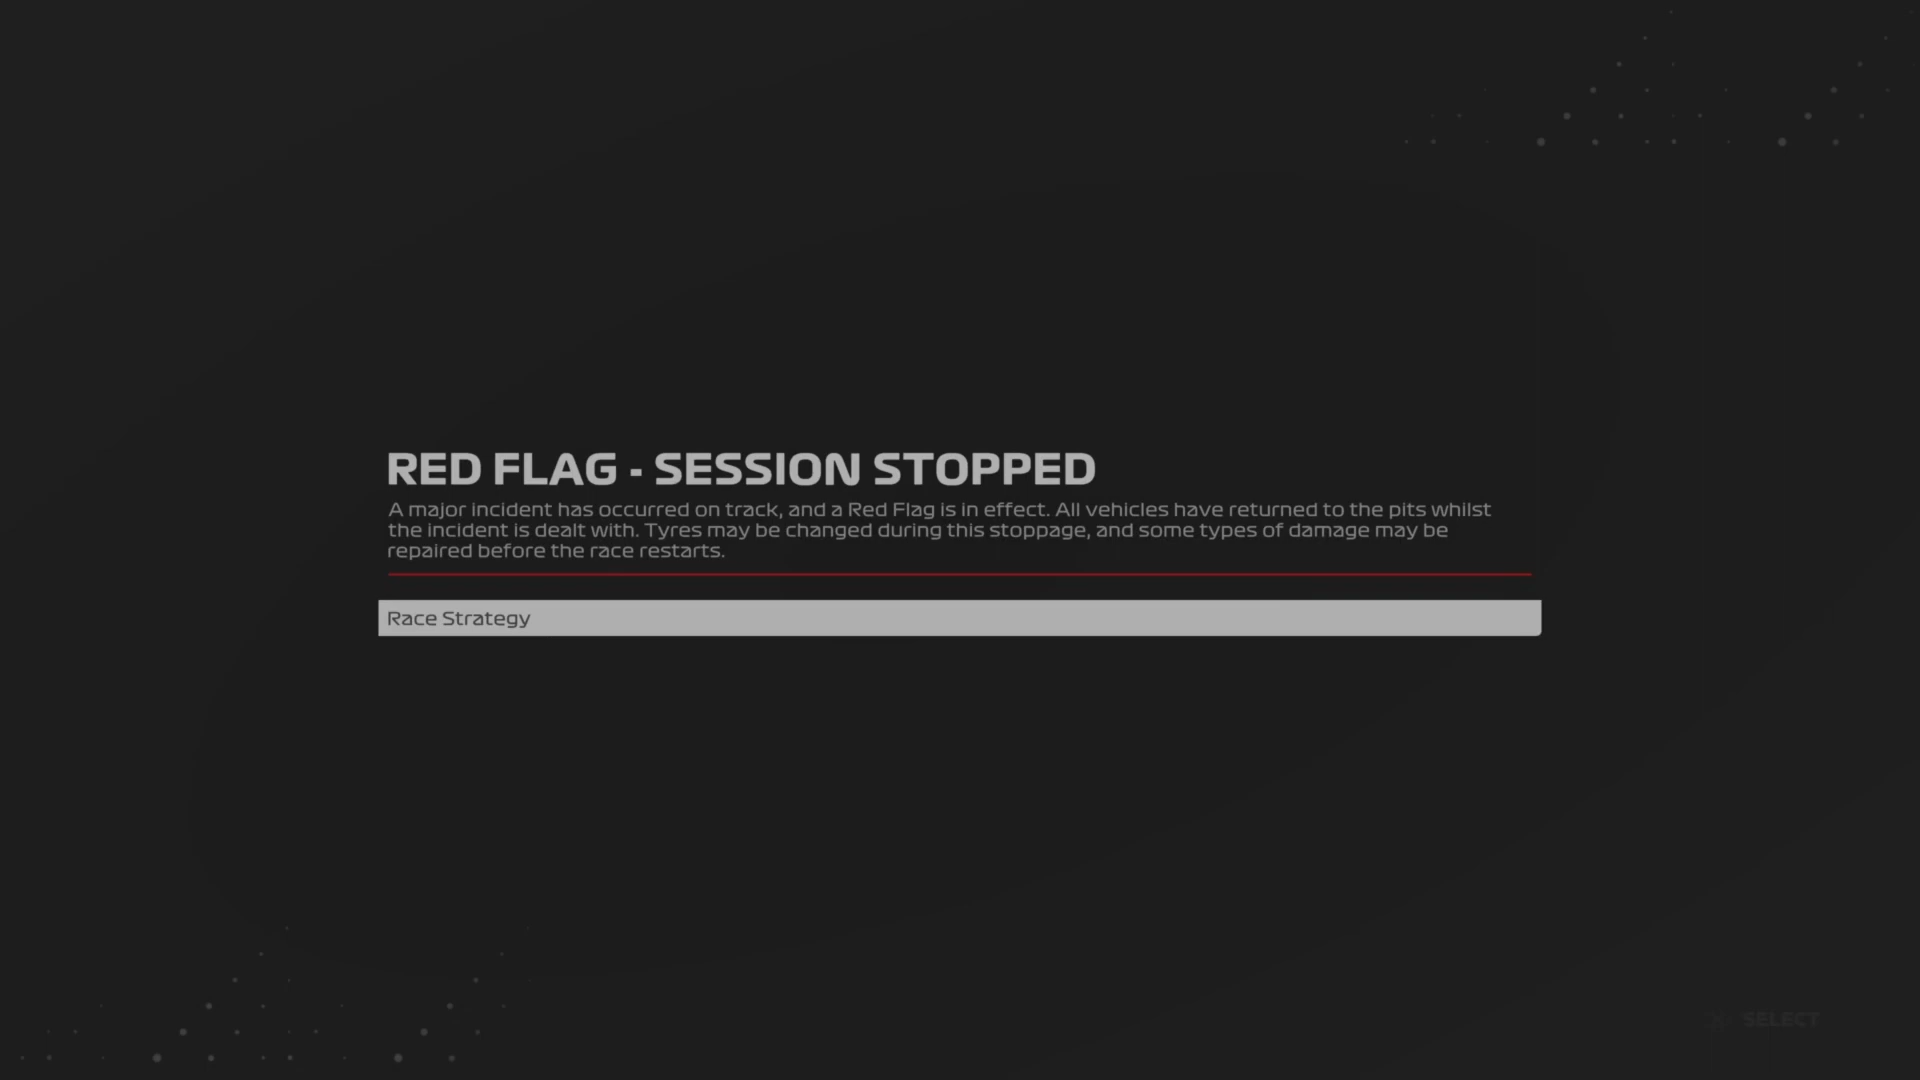 RED FLAG - SESSION STOPPED
A major incident has occurred on track, and a Red Flag is in effect. All vehicles have returned to the pits whilst
the incident is dealt with. Tyres may be changed during this stoppage, and some types of damage may be
repaired before the race restarts.
Race Strategy
SELECT